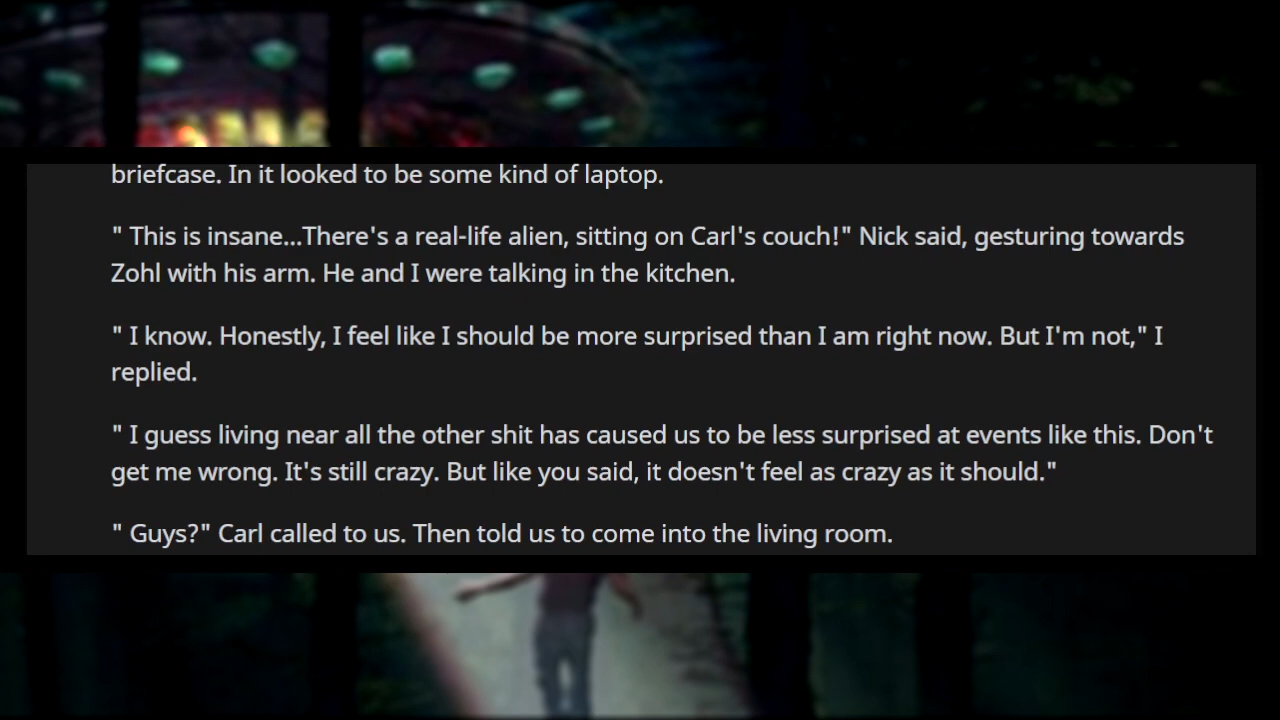 briefcase. In it looked to be some kind of laptop.
" This is insane...There's a real-life alien, sitting on Carl's couch!" Nick said, gesturing towards
Zohl with his arm. He and I were talking in the kitchen.
" I know. Honestly, I feel like I should be more surprised than I am right now. But I'm not," I
replied.
" I guess living near all the other shit has caused us to be less surprised at events like this. Don't
get me wrong. It's still crazy. But like you said, it doesn't feel as crazy as it should."
" Guys?" Carl called to us. Then told us to come into the living room.